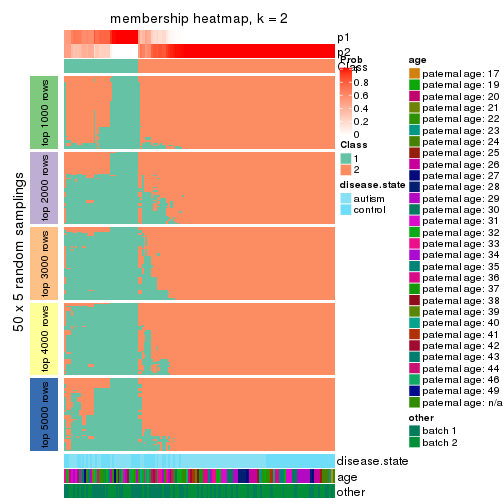 membership heatmap, k = 2
p1
p2
Class
50 x 5 random samplings
top 1000 rows
top 2000 rows
top 3000 rows
top 4000 rows
top 5000 rows
disease.state
age
other
Prob
1
0.8
0.6
0.4
0.2
0
Class
1
2
disease.state
autism
control
age
paternal age: 17
paternal age: 19
paternal age: 20
paternal age: 21
paternal age: 22
paternal age: 23
paternal age: 24
paternal age: 25
paternal age: 26
paternal age: 27
paternal age: 28
paternal age: 29
paternal age: 30
paternal age: 31
paternal age: 32
paternal age: 33
paternal age: 34
paternal age: 35
paternal age: 36
paternal age: 37
paternal age: 38
paternal age: 39
paternal age: 40
paternal age: 41
paternal age: 42
paternal age: 43
paternal age: 44
paternal age: 46
paternal age: 49
paternal age: n/a
other
batch 1
batch 2